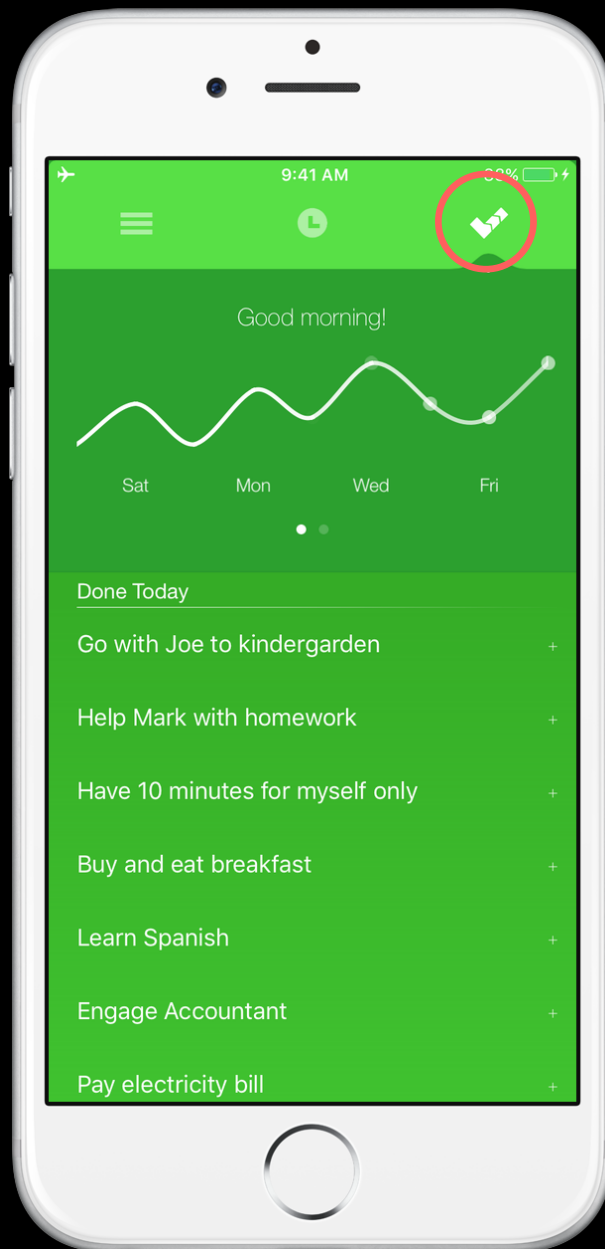 9:41 AM
Good morning!
Sat Mon Wed Fri
Done Today
Go with Joe to kindergarden
+
Help Mark with homework
+
Have 10 minutes for myself only
+
Buy and eat breakfast
+
Learn Spanish
+
Engage Accountant
+
Pay electricity bill
+